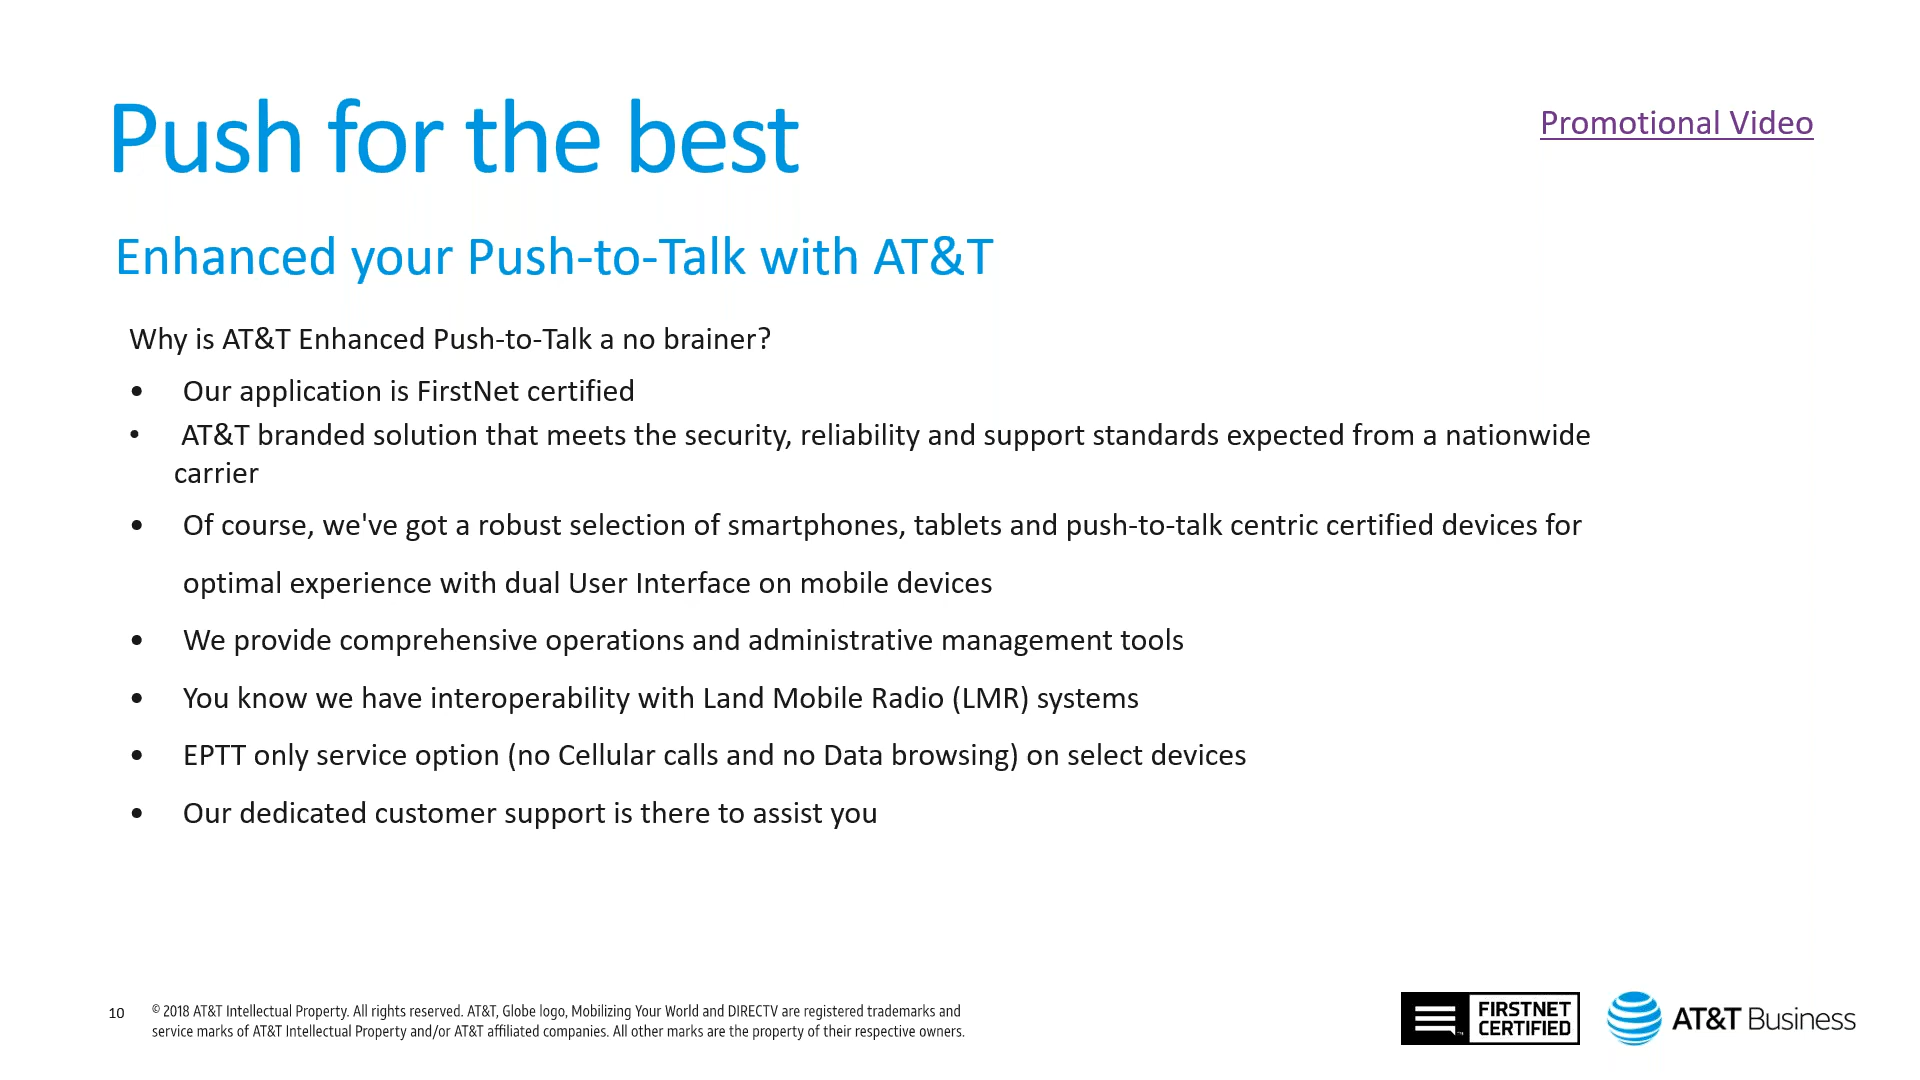 Push for the best
Promotional Video
Enhanced your Push-to-Talk with AT&T
Why is AT&T Enhanced Push-to-Talk a no brainer?
• Our application is FirstNet certified
• AT&T branded solution that meets the security, reliability and support standards expected from a nationwide
carrier
• Of course, we've got a robust selection of smartphones, tablets and push-to-talk centric certified devices for
optimal experience with dual User Interface on mobile devices
• We provide comprehensive operations and administrative management tools
• You know we have interoperability with Land Mobile Radio (LMR) systems
• EPTT only service option (no Cellular calls and no Data browsing) on select devices
• Our dedicated customer support is there to assist you
10
© 2018 AT&T Intellectual Property. All rights reserved. AT&T, Globe logo, Mobilizing Your World and DIRECTV are registered trademarks and
service marks of AT&T Intellectual Property and/or AT&T affiliated companies. All other marks are the property of their respective owners.
FIRSTNET
CERTIFIED
AT&T Business